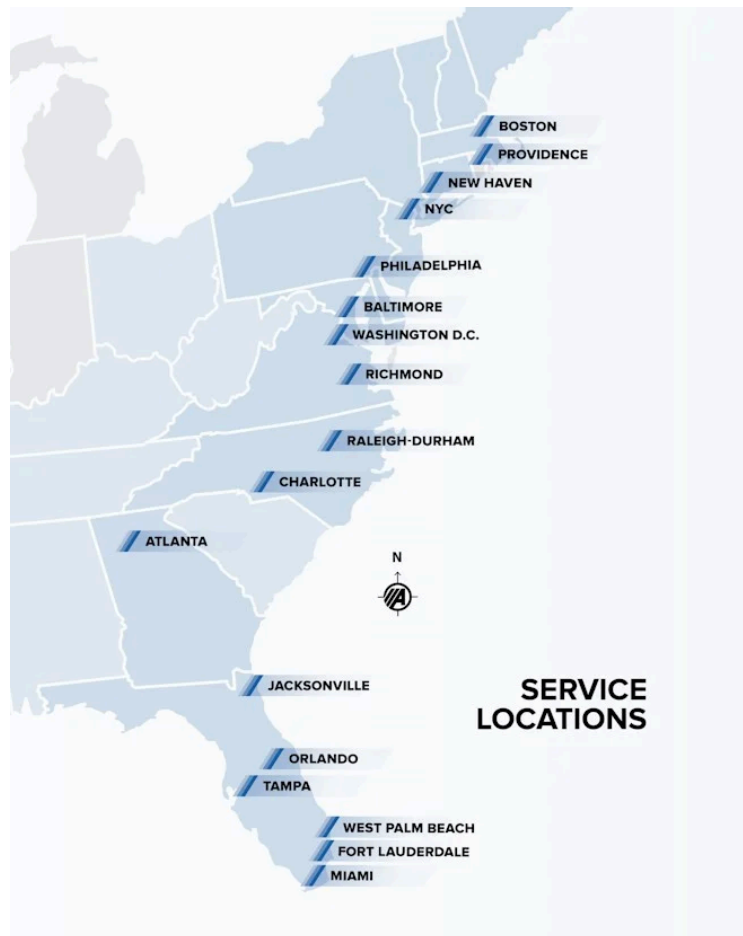 BOSTON
PROVIDENCE
NEW HAVEN
NYC
PHILADELPHIA
BALTIMORE
WASHINGTON D.C.
RICHMOND
RALEIGH-DURHAM
CHARLOTTE
ATLANTA
N
A
JACKSONVILLE
SERVICE
LOCATIONS
ORLANDO
TAMPA
WEST PALM BEACH
FORT LAUDERDALE
MIAMI